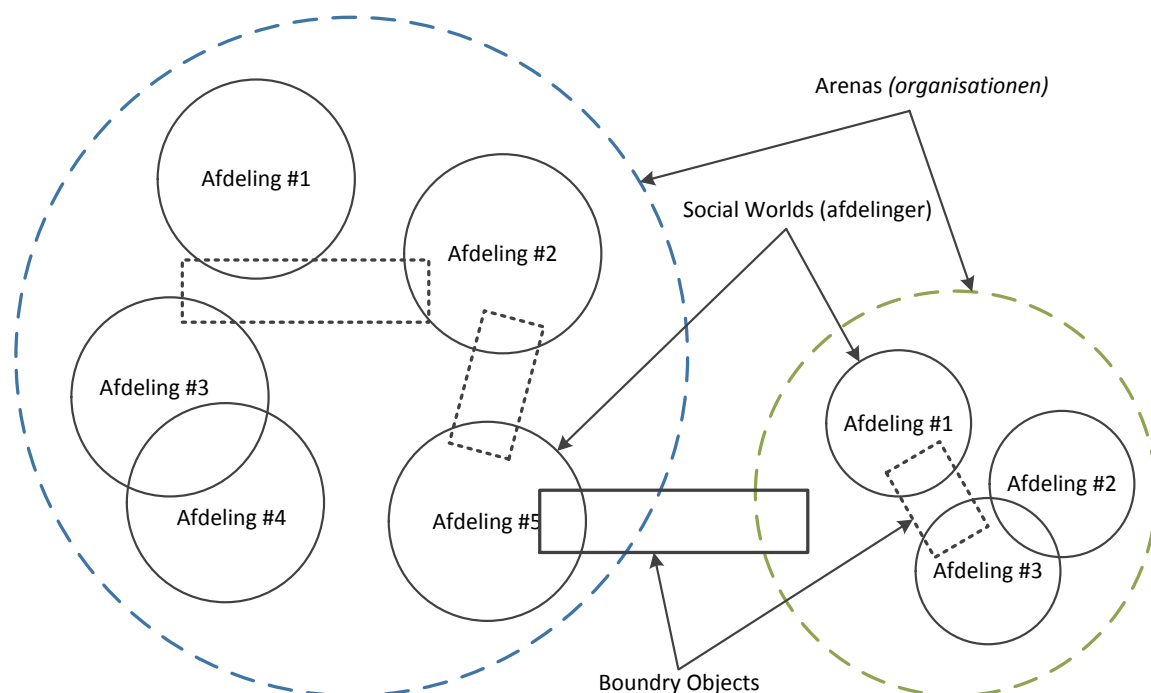 Arenas (organisationen)
Afdeling #1
Social Worlds (afdelinger)
Afdeling #2
Afdeling #3
Afdeling #1
Afdeling #2
Afdeling #4
Afdeling #5
Afdeling #3
Boundry Objects